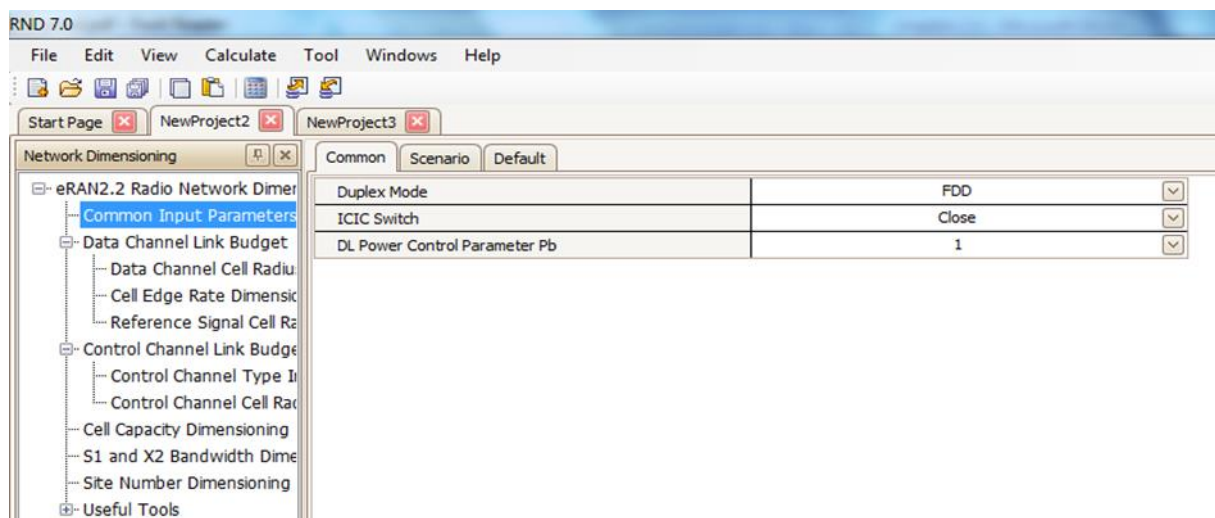 RND 7.0
File Edit View Calculate Tool Windows Help
Start Page NewProject2 NewProject3
Network Dimensioning
Common Scenario Default
eRAN2.2 Radio Network Dimer
Common Input Parameters
Data Channel Link Budget
Data Channel Cell Radiu
Cell Edge Rate Dimensic
Reference Signal Cell Ra
Control Channel Link Budge
Control Channel Type I
Control Channel Cell Rac
Cell Capacity Dimensioning
S1 and X2 Bandwidth Dime
Site Number Dimensioning
Useful Tools
Duplex Mode FDD
ICIC Switch Close
DL Power Control Parameter Pb 1